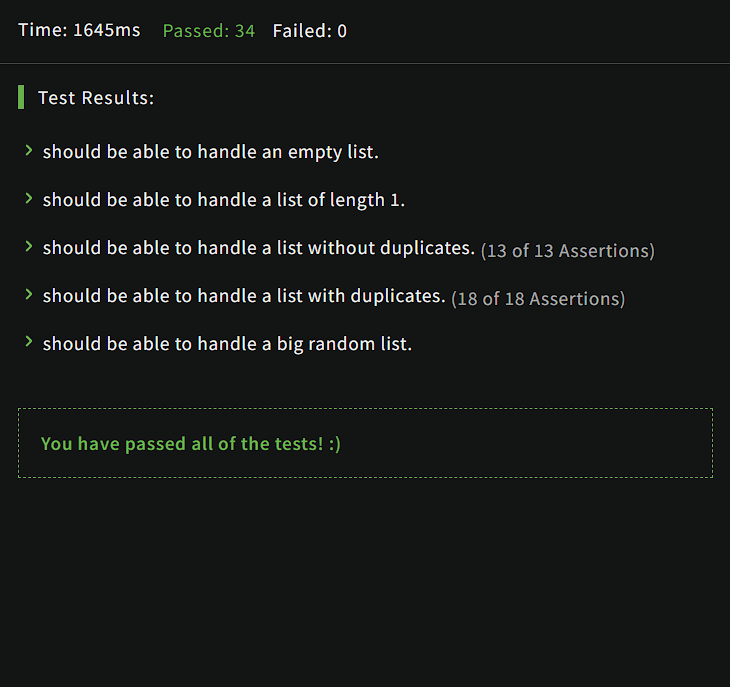 Time: 1645ms Passed: 34 Failed: 0
Test Results:
should be able to handle an empty list.
should be able to handle a list of length 1.
should be able to handle a list without duplicates. (13 of 13 Assertions)
should be able to handle a list with duplicates. (18 of 18 Assertions)
should be able to handle a big random list.
You have passed all of the tests! :)